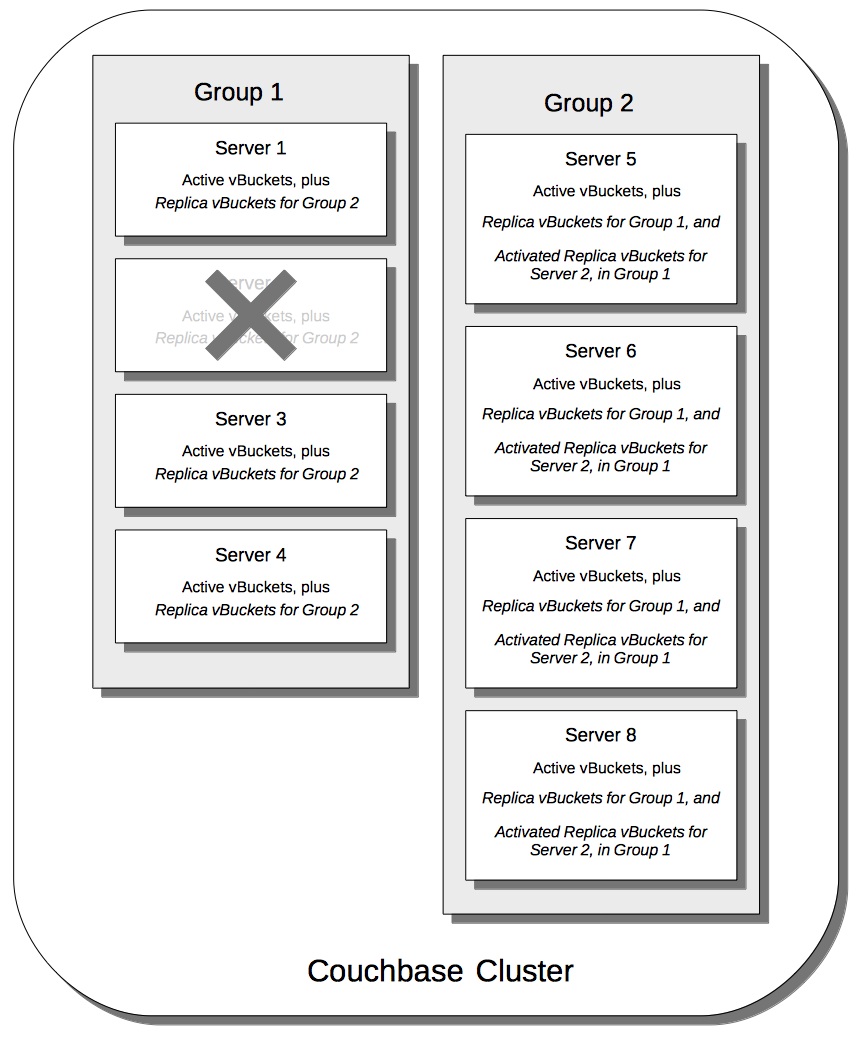 Group 1
Server 1
Active vBuckets, plus
Replica vBuckets for Group 2
Server
Active vBuckets, plus
Replica vBuckets for Group 2
Server 3
Active vBuckets, plus
Replica vBuckets for Group 2
Server 4
Active vBuckets, plus
Replica vBuckets for Group 2
Group 2
Server 5
Active vBuckets, plus
Replica vBuckets for Group 1, and
Activated Replica vBuckets for
Server 2, in Group 1
Server 6
Active vBuckets, plus
Replica vBuckets for Group 1, and
Activated Replica vBuckets for
Server 2, in Group 1
Server 7
Active vBuckets, plus
Replica vBuckets for Group 1, and
Activated Replica vBuckets for
Server 2, in Group 1
Server 8
Active vBuckets, plus
Replica vBuckets for Group 1, and
Activated Replica vBuckets for
Server 2, in Group 1
Couchbase Cluster